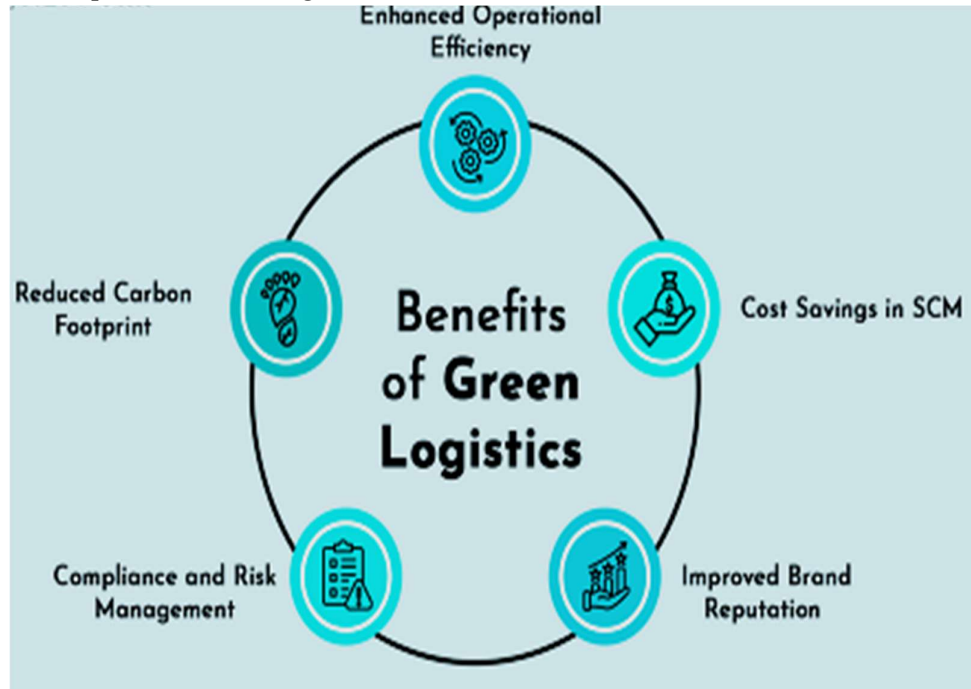 Enhanced Operational
Efficiency
Reduced Carbon
Footprint
Benefits
of Green
Logistics
Cost Savings in SCM
Compliance and Risk
Management
Improved Brand
Reputation